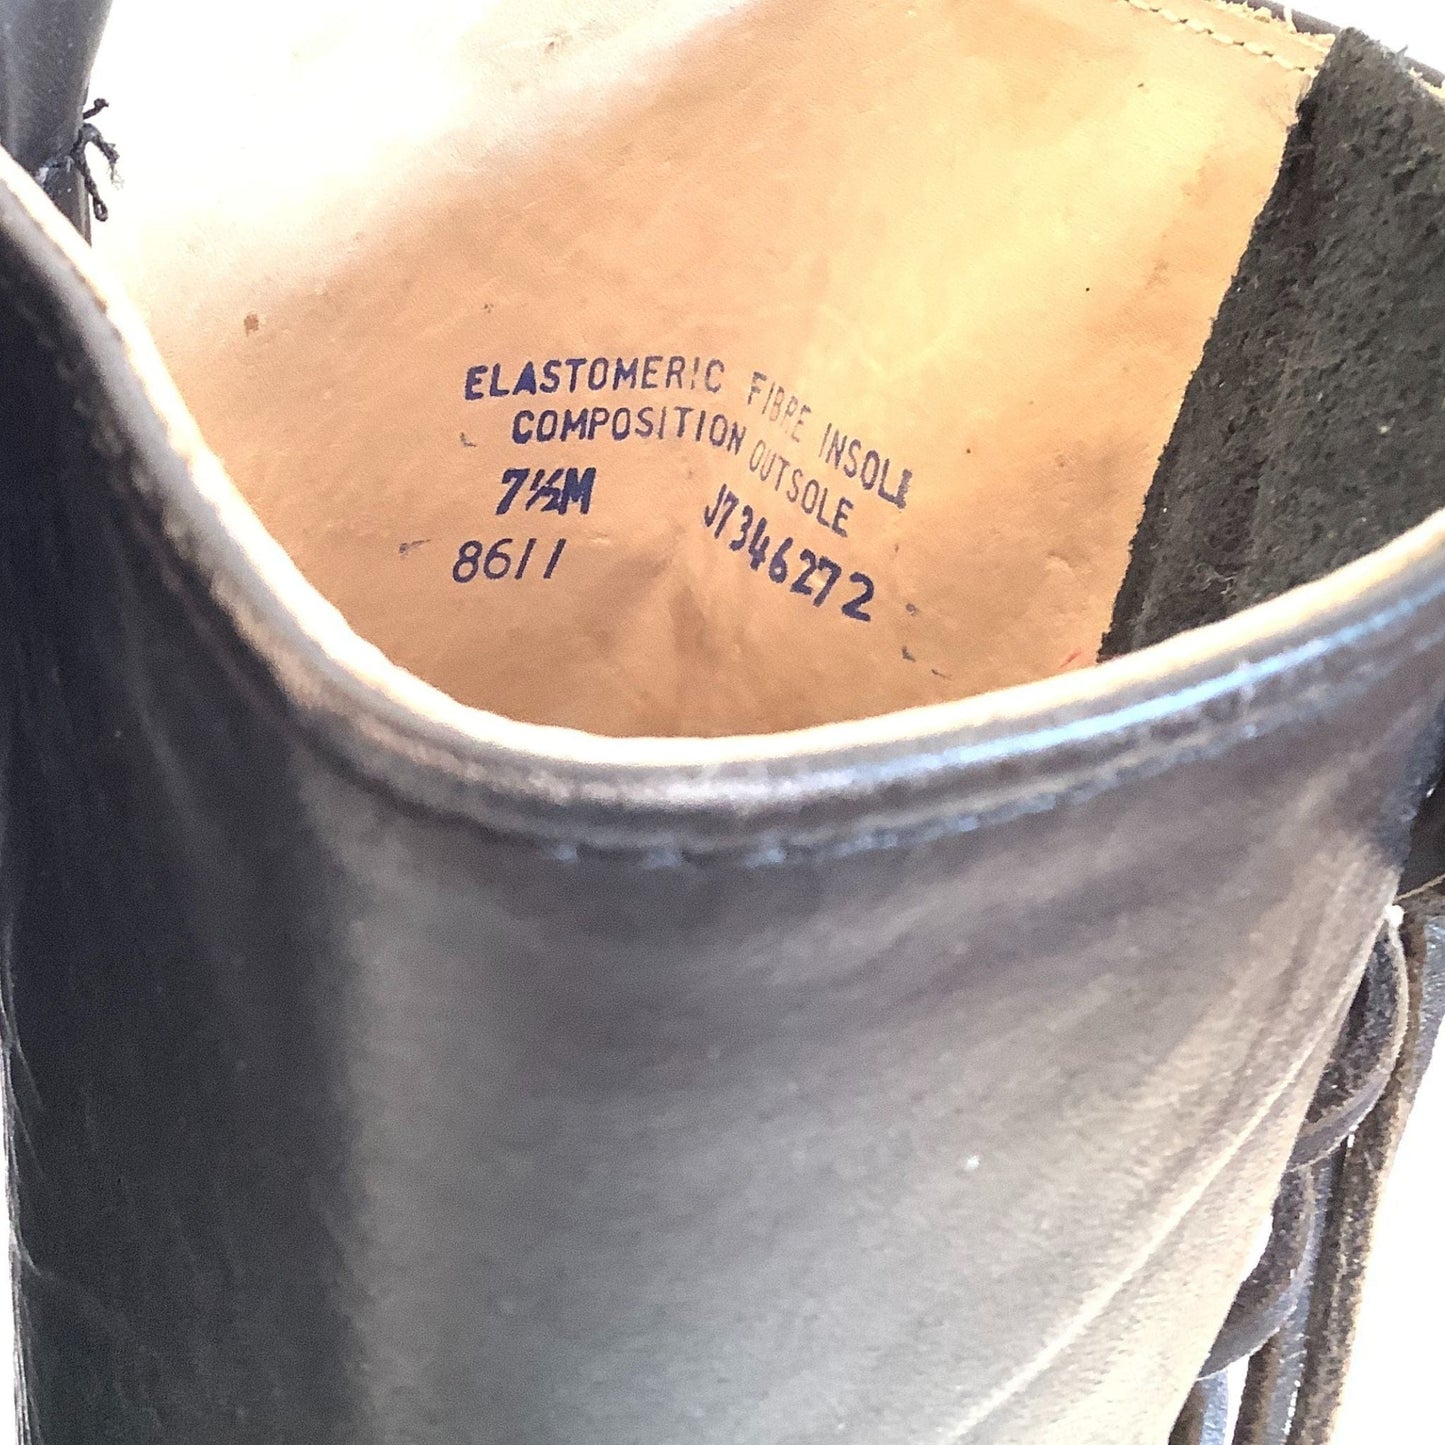 ELASTOMERIC FIBRE INSOLE
COMPOSITION OUTSOLE
7½M J7346272
8611